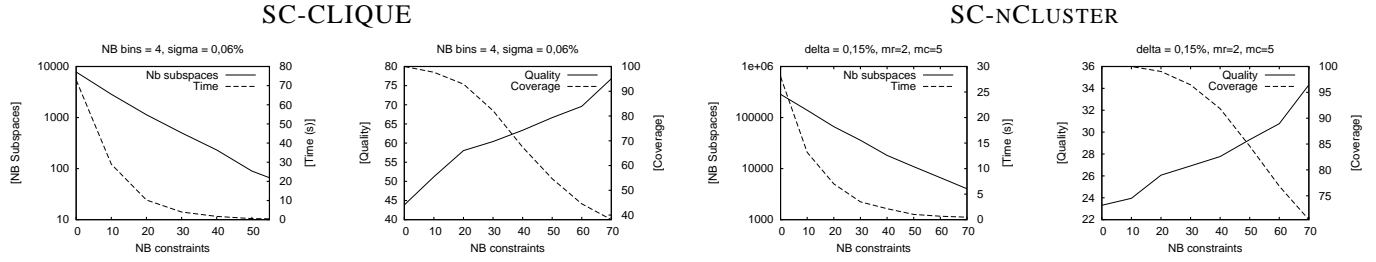 SC-CLIQUE
NB bins = 4, sigma = 0,06%
[NB Subspaces]
10000
1000
100
10
Nb subspaces
Time
80
70
60
50
40
30
20
10
0
[Time (s)]
0 10 20 30 40 50
NB constraints
NB bins = 4, sigma = 0,06%
[Quality]
80
75
70
65
60
55
50
45
40
Quality
Coverage
100
90
80
70
60
50
40
[Coverage]
0 10 20 30 40 50 60 70
NB constraints
SC-NCLUSTER
delta = 0,15%, mr=2, mc=5
[NB Subspaces]
1e+06
100000
10000
1000
Nb subspaces
Time
30
25
20
15
10
5
0
[Time (s)]
0 10 20 30 40 50 60 70
NB constraints
delta = 0,15%, mr=2, mc=5
[Quality]
36
34
32
30
28
26
24
22
Quality
Coverage
100
95
90
85
80
75
[Coverage]
0 10 20 30 40 50 60 70
NB constraints